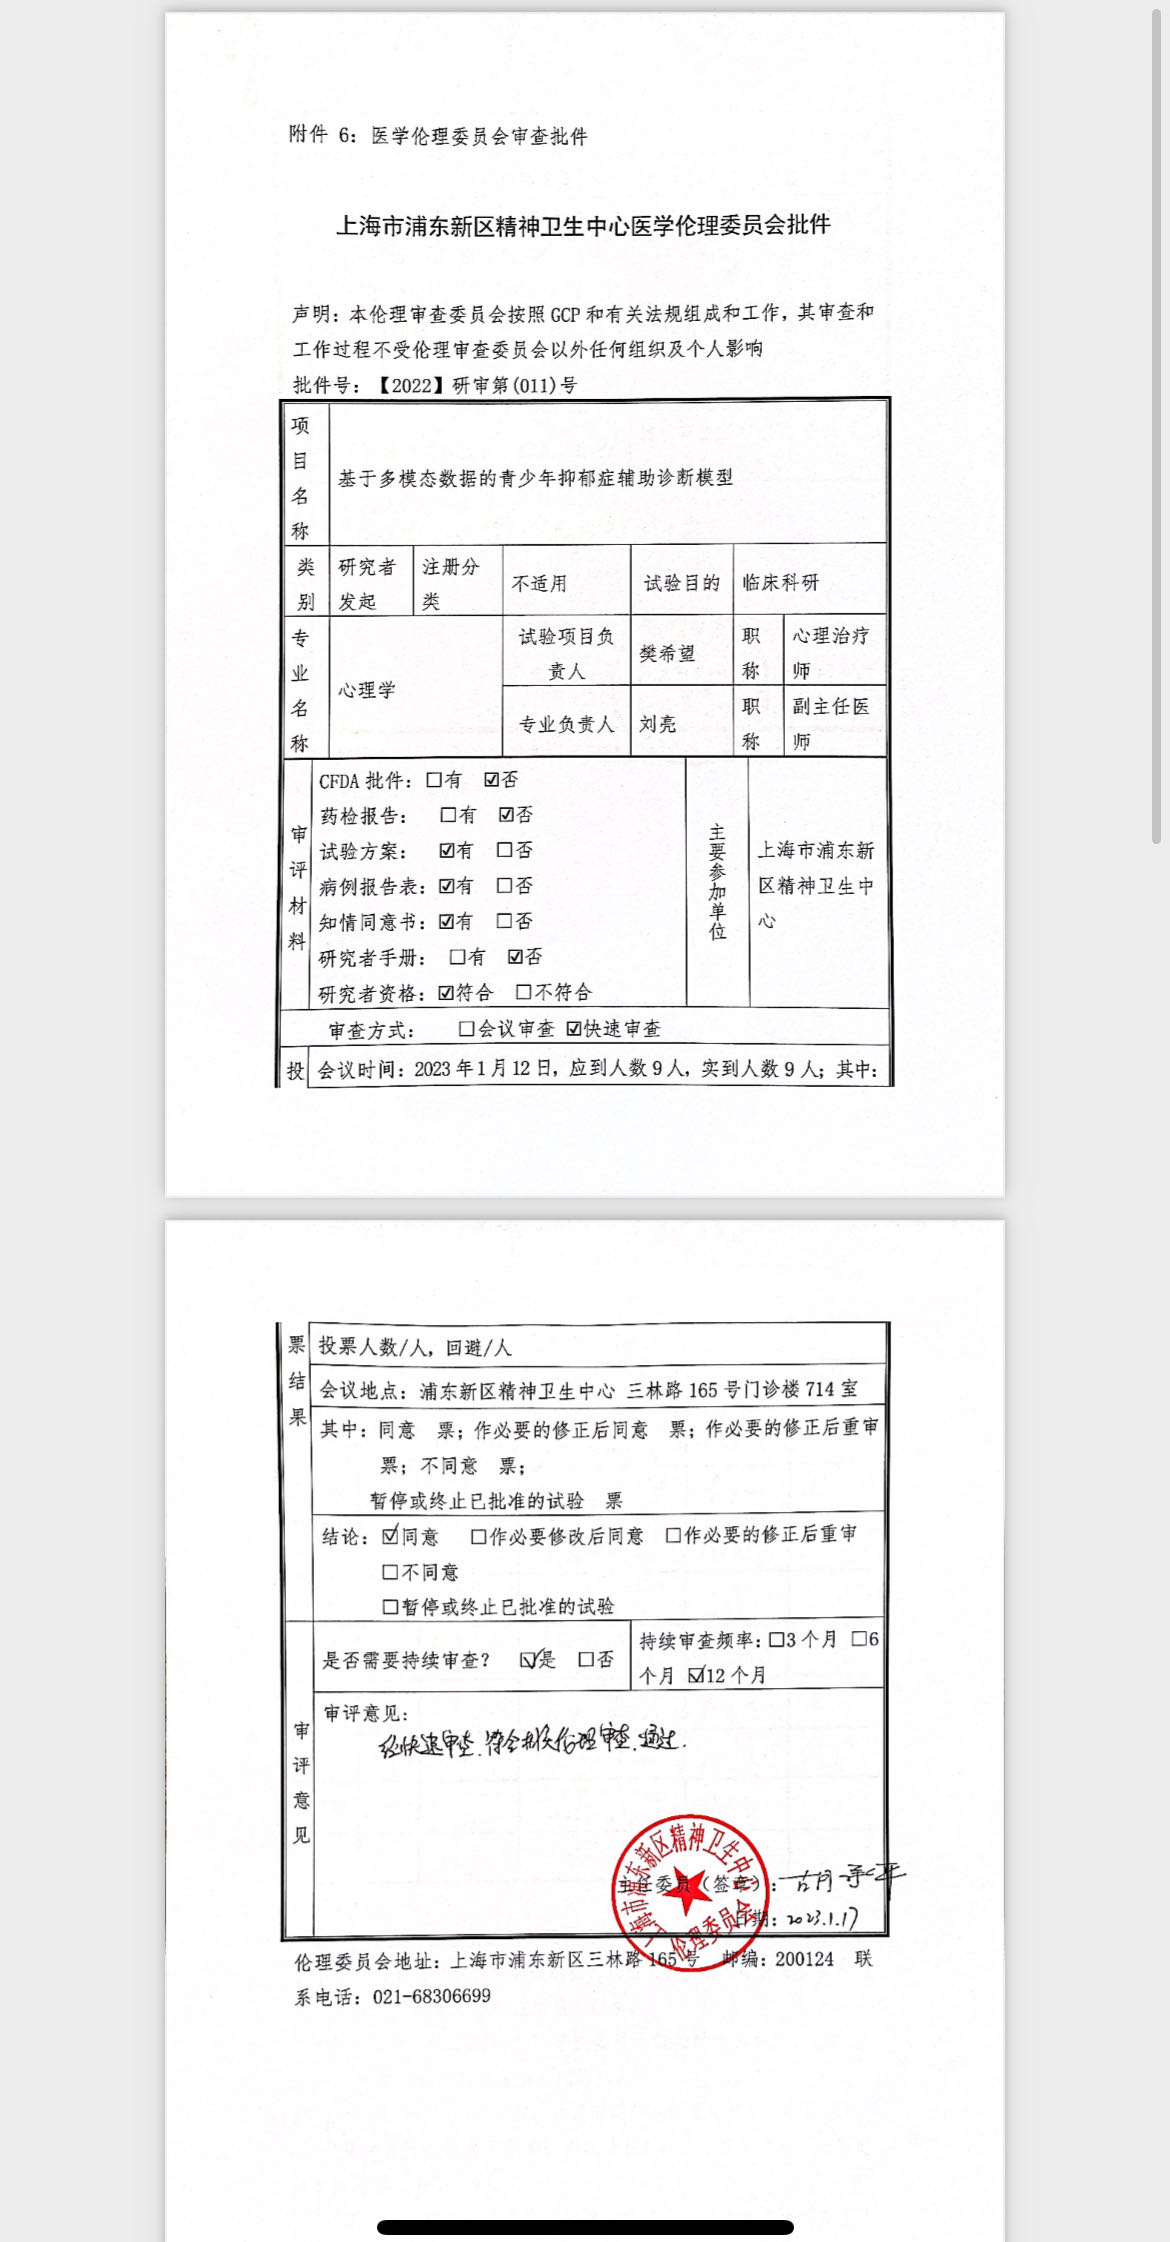 附件 6：医学伦理委员会审查批件
上海市浦东新区精神卫生中心医学伦理委员会批件
声明：本伦理审查委员会按照 GCP 和有关法规组成和工作，其审查和
工作过程不受伦理审查委员会以外任何组织及个人影响
批件号：【2022】研审第(011)号
项目名称
基于多模态数据的青少年抑郁症辅助诊断模型
类别
研究者发起
注册分类
不适用
试验目的
临床科研
专业名称
心理学
试验项目负责人
樊希望
职称
心理治疗师
专业负责人
刘亮
职称
副主任医师
审评材料
CFDA 批件：☐有 ☑否
药检报告：☐有 ☑否
试验方案：☑有 ☐否
病例报告表：☑有 ☐否
知情同意书：☑有 ☐否
研究者手册：☐有 ☑否
研究者资格：☑符合 ☐不符合
主要参加单位
上海市浦东新区精神卫生中心
审查方式：☐会议审查 ☑快速审查
投
会议时间：2023 年 1 月 12 日，应到人数 9 人，实到人数 9 人；其中：
票结果
投票人数/人，回避/人
会议地点：浦东新区精神卫生中心 三林路 165 号门诊楼 714 室
其中：同意 票；作必要的修正后同意 票；作必要的修正后重审
票；不同意 票；
暂停或终止已批准的试验 票
结论：☑同意 ☐作必要修改后同意 ☐作必要的修正后重审
☐不同意
☐暂停或终止已批准的试验
审评意见
是否需要持续审查？ ☑是 ☐否
持续审查频率：☐3 个月 ☐6
个月 ☑12 个月
审评意见：
经快速审查、符合相关伦理审查、通过.
上海市浦东新区精神卫生中心
伦理委员会
主任委员（签章）：
日期：2023.1.17
伦理委员会地址：上海市浦东新区三林路 165 号 邮编：200124 联
系电话：021-68306699